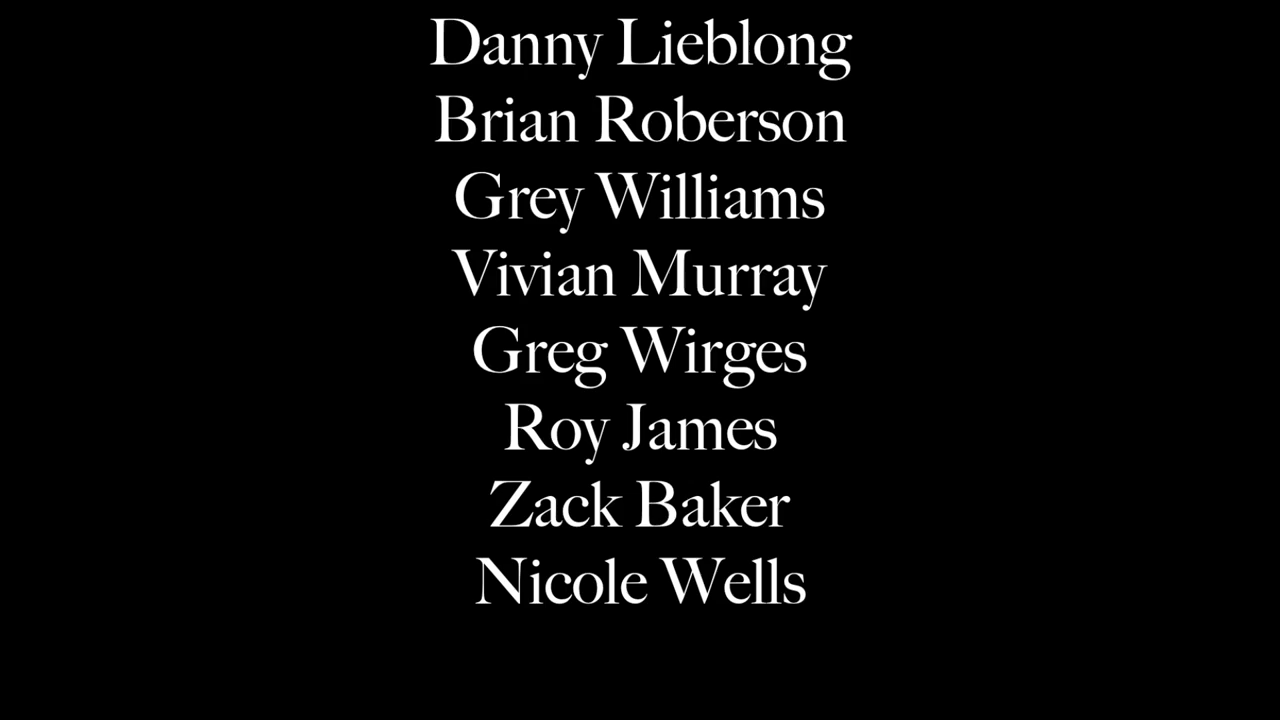 Danny Lieblong
Brian Roberson
Grey Williams
Vivian Murray
Greg Wirges
Roy James
Zack Baker
Nicole Wells